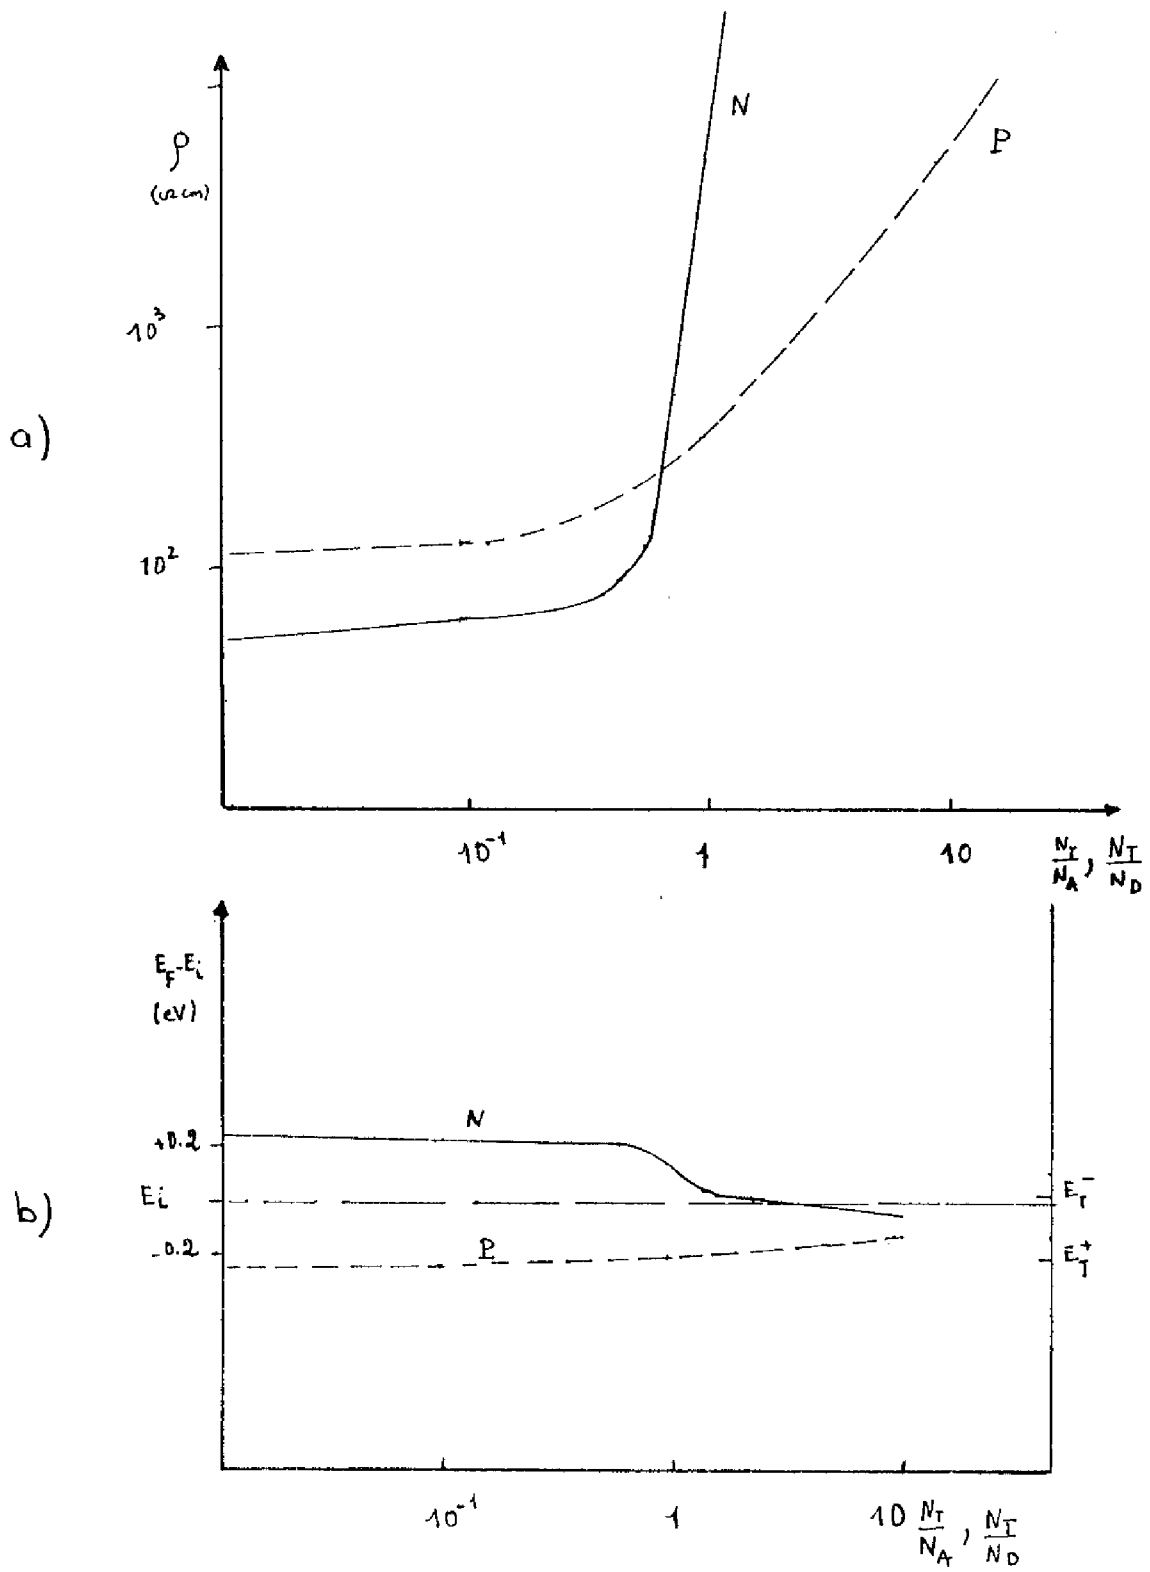 ρ
(Ω cm)
N
P
10³
a)
10²
10⁻¹ 1 10 N_T/N_A, N_T/N_D
E_F-E_i
(eV)
N
+0.2
E_i
E_T⁻
b)
-0.2
P
E_T⁺
10⁻¹ 1 10 N_T/N_A, N_T/N_D